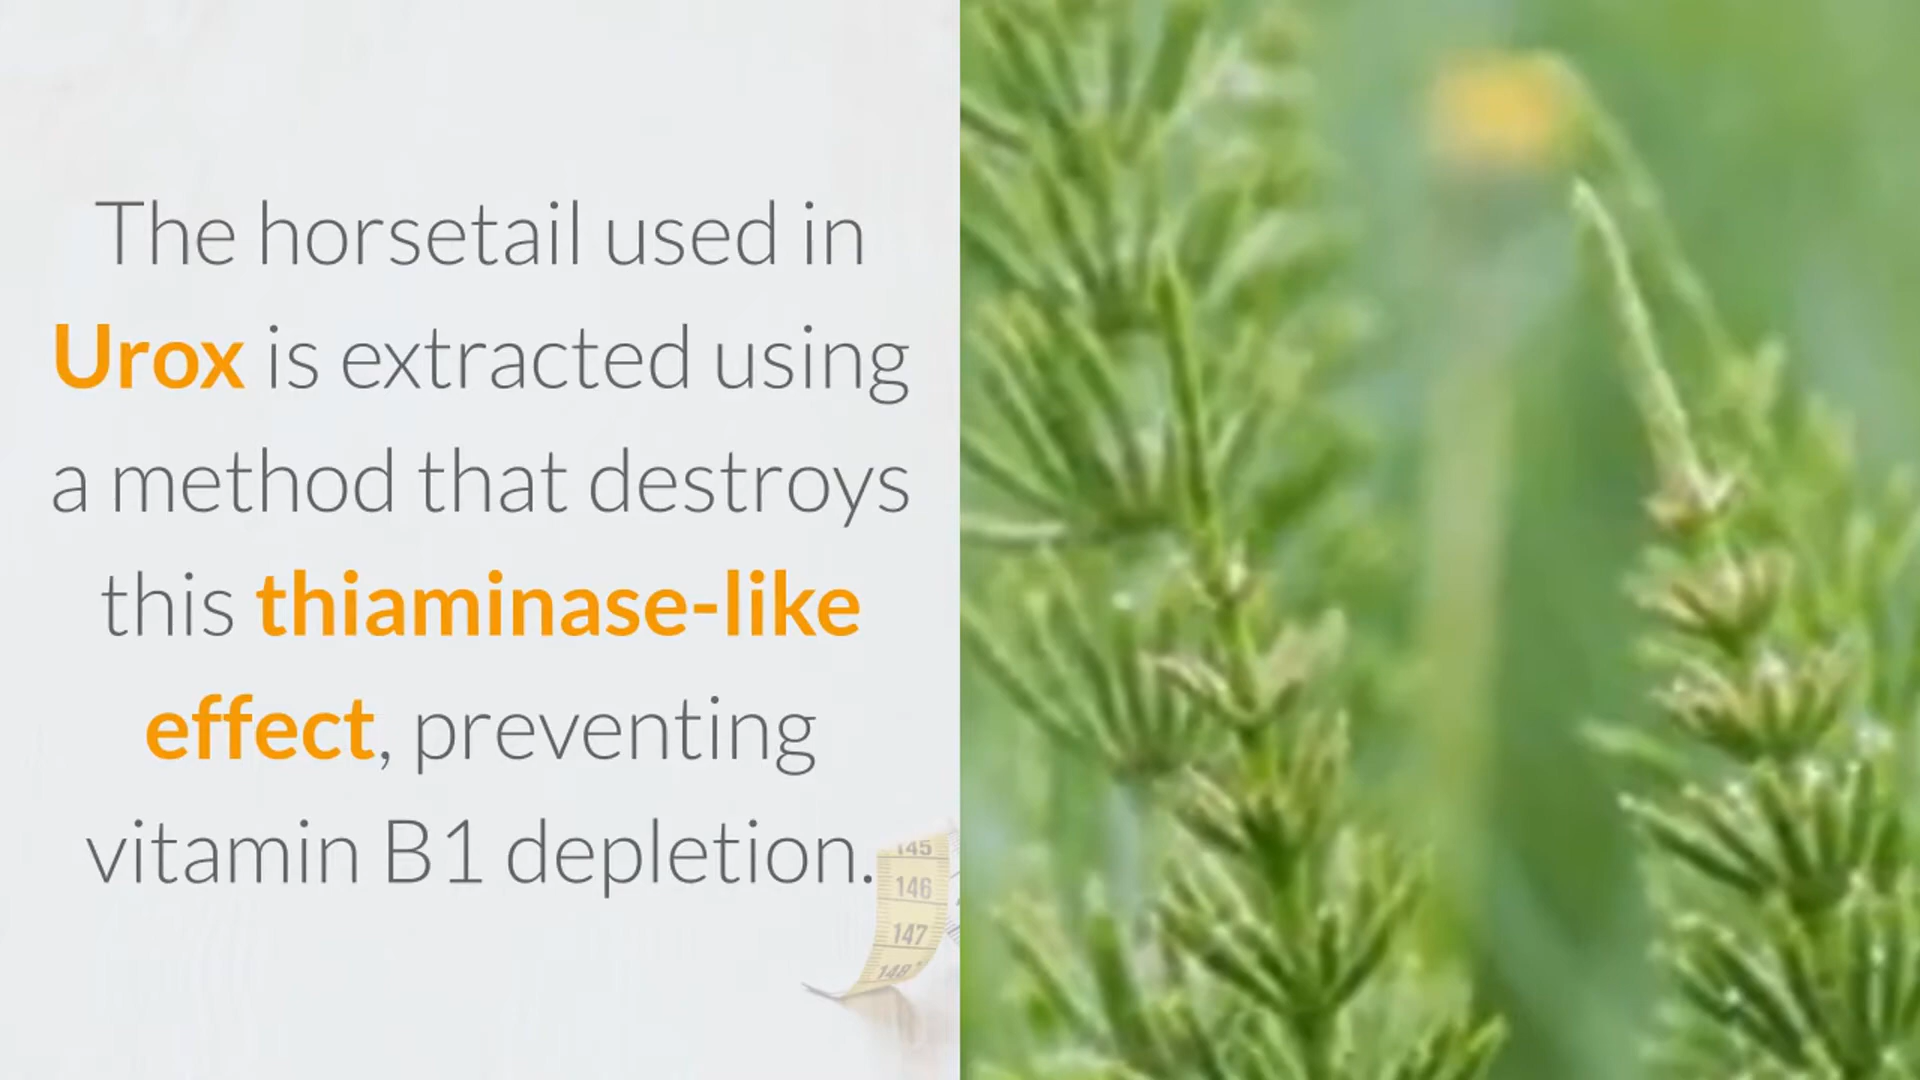 The horsetail used in
Urox is extracted using
a method that destroys
this thiaminase-like
effect, preventing
vitamin B1 depletion.
145
146
147
148